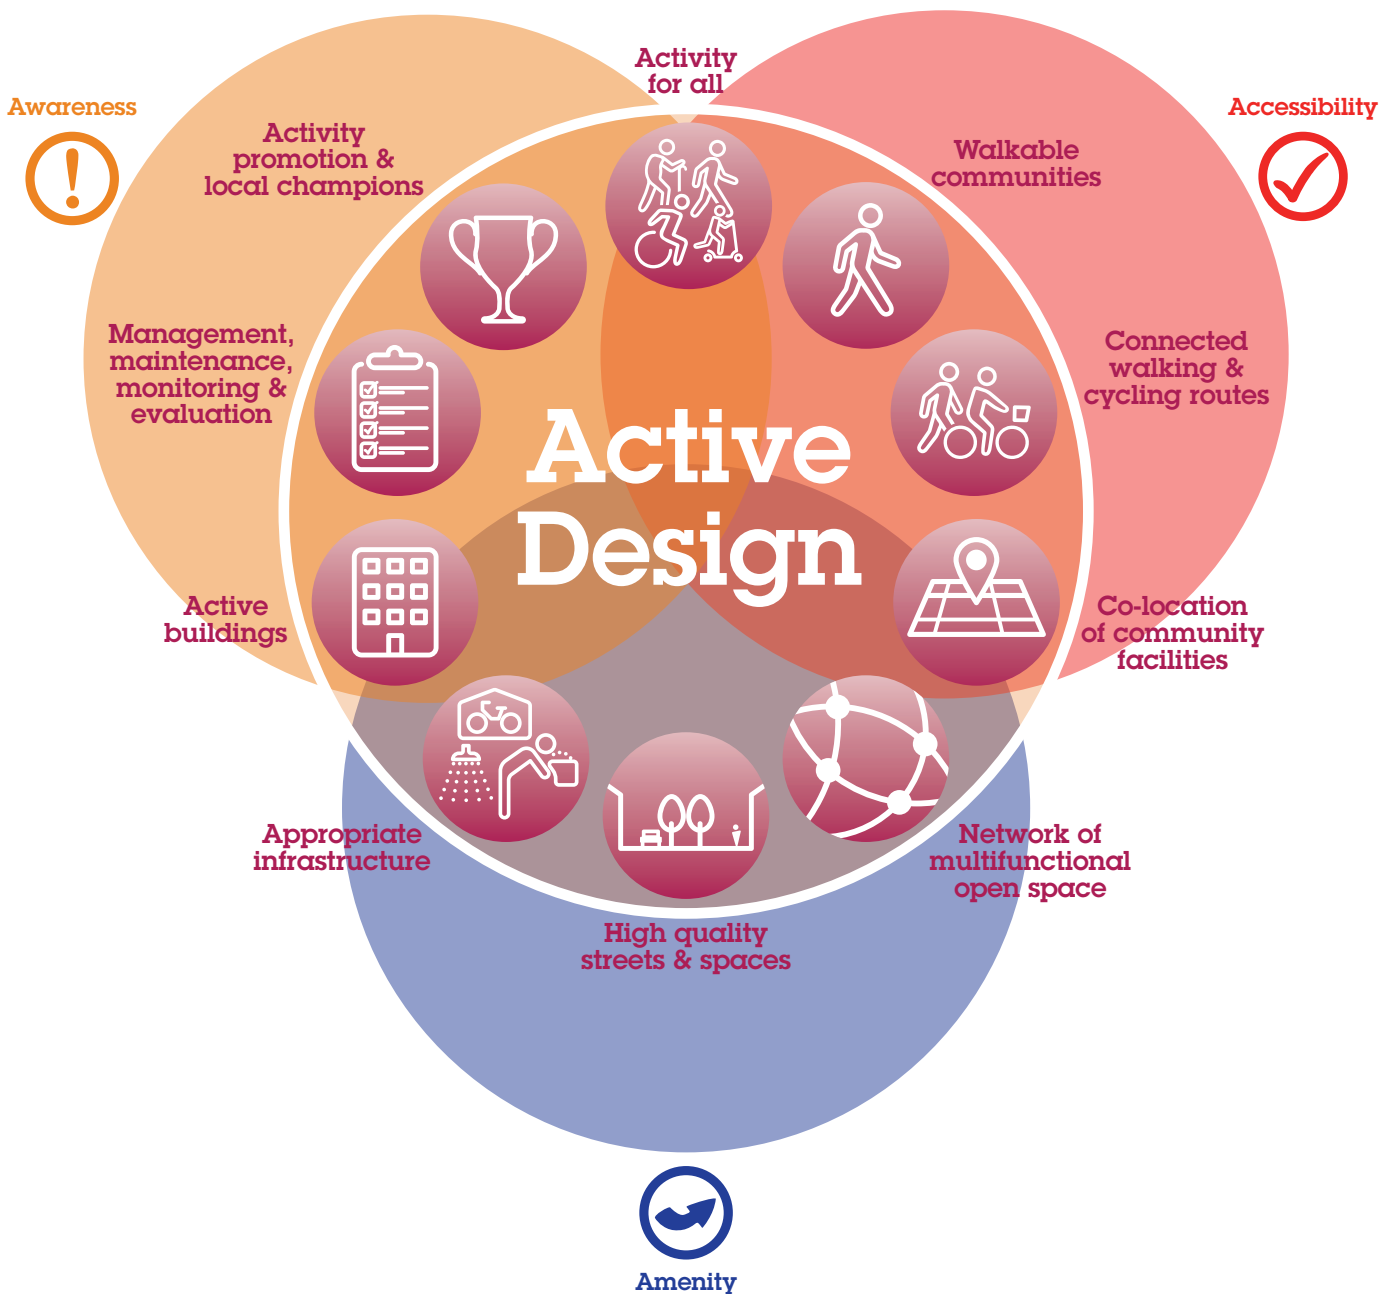 Activity
for all
Awareness
Accessibility
Activity
promotion &
local champions
Walkable
communities
Management,
maintenance,
monitoring &
evaluation
Connected
walking &
cycling routes
Active
Design
Active
buildings
Co-location
of community
facilities
Appropriate
infrastructure
Network of
multifunctional
open space
High quality
streets & spaces
Amenity